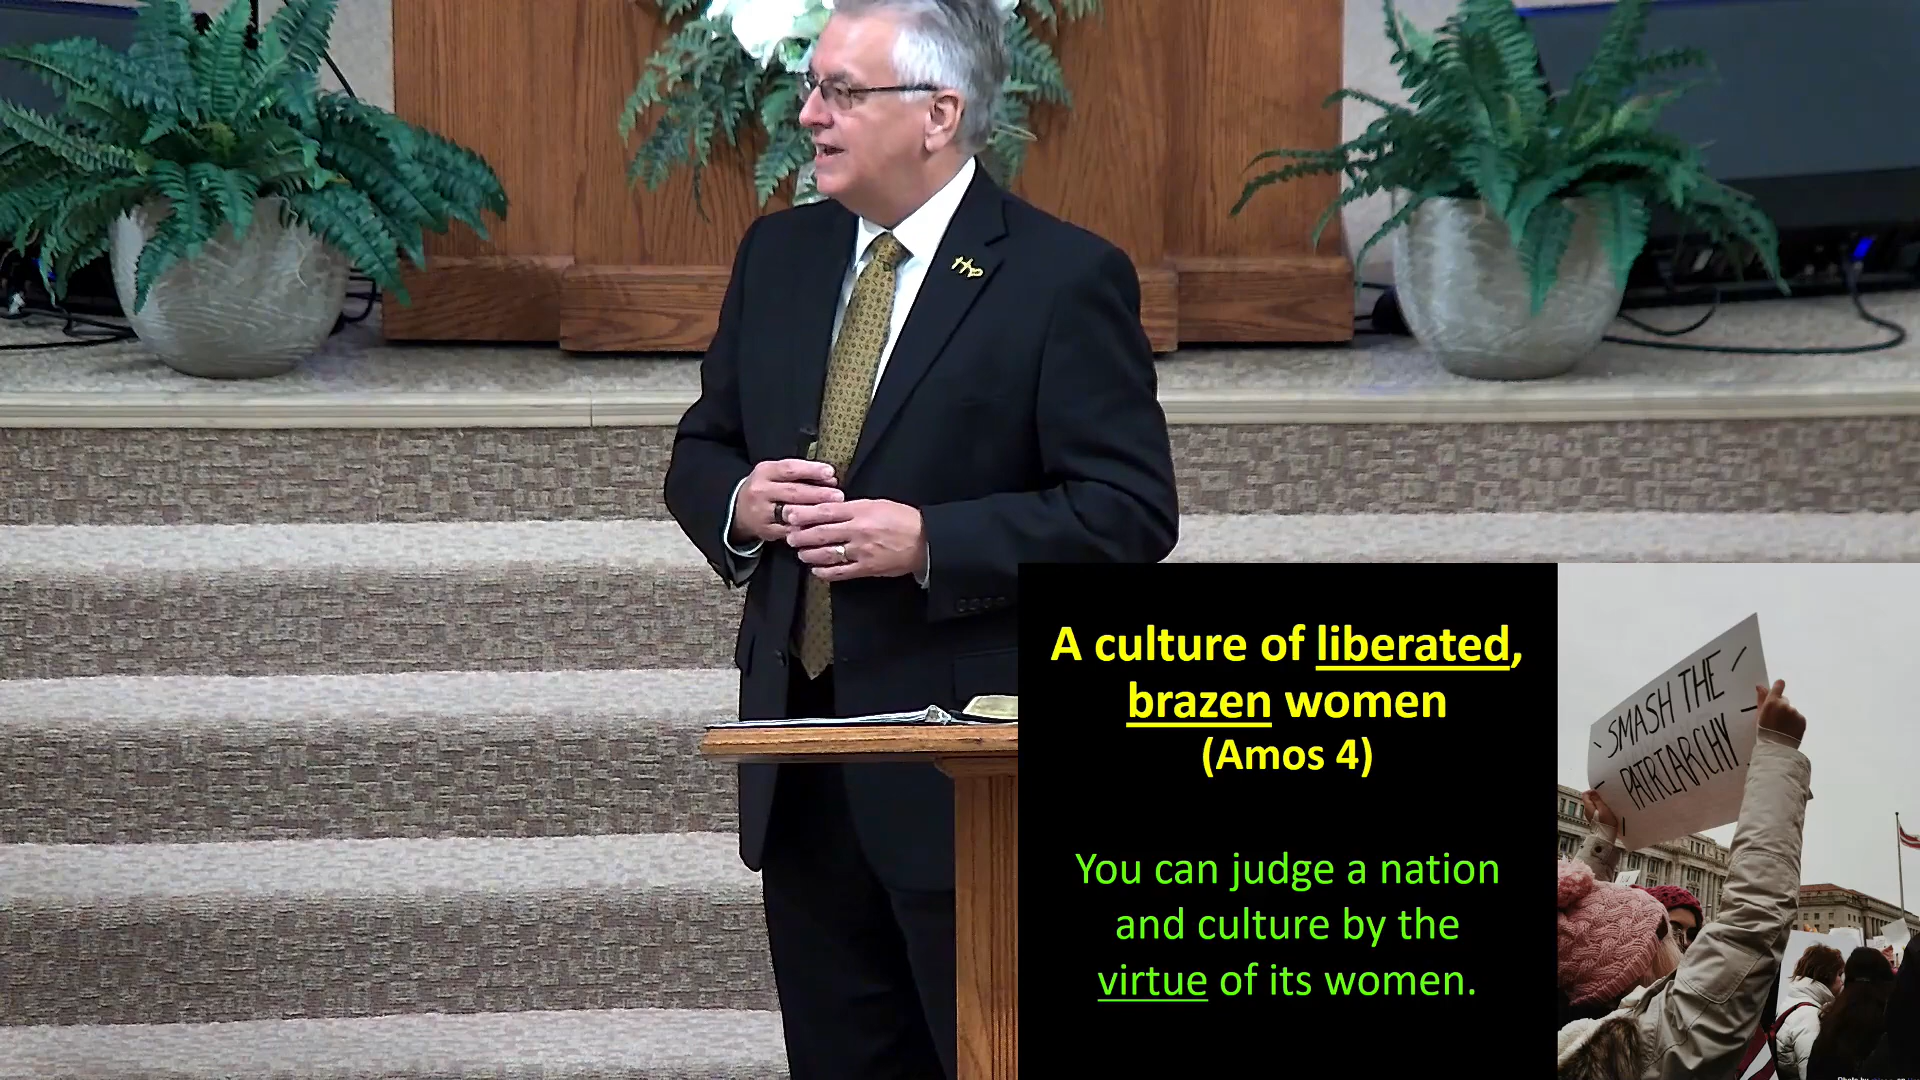 A culture of liberated,
brazen women
(Amos 4)
You can judge a nation
and culture by the
virtue of its women.
SMASH THE
PATRIARCHY